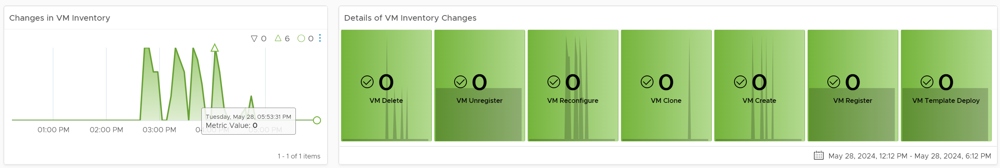 Changes in VM Inventory
0 6 0
Tuesday, May 28, 05:53:31 PM
Metric Value: 0
01:00 PM 02:00 PM 03:00 PM 04:00 PM 05:00 PM
1 - 1 of 1 items
Details of VM Inventory Changes
0
VM Delete
0
VM Unregister
0
VM Reconfigure
0
VM Clone
0
VM Create
0
VM Register
0
VM Template Deploy
May 28, 2024, 12:12 PM - May 28, 2024, 6:12 PM